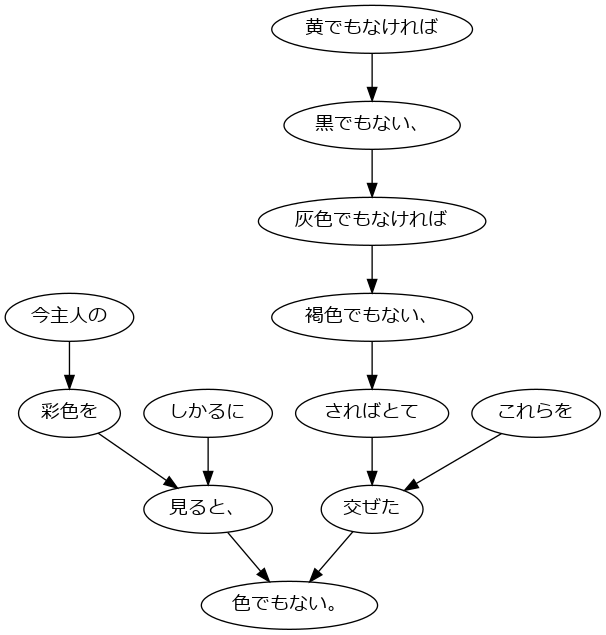 黄でもなければ
黒でもない、
灰色でもなければ
今主人の
褐色でもない、
彩色を
しかるに
さればとて
これらを
見ると、
交ぜた
色でもない。